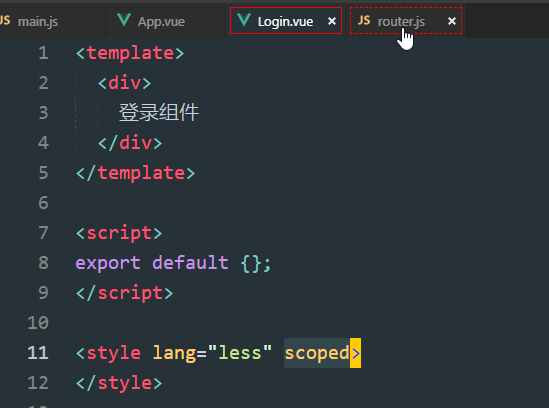 JS main.js App.vue Login.vue × JS router.js ×
1 <template>
2 <div>
3 登录组件
4 </div>
5 </template>
6
7 <script>
8 export default {};
9 </script>
10
11 <style lang="less" scoped>
12 </style>
13